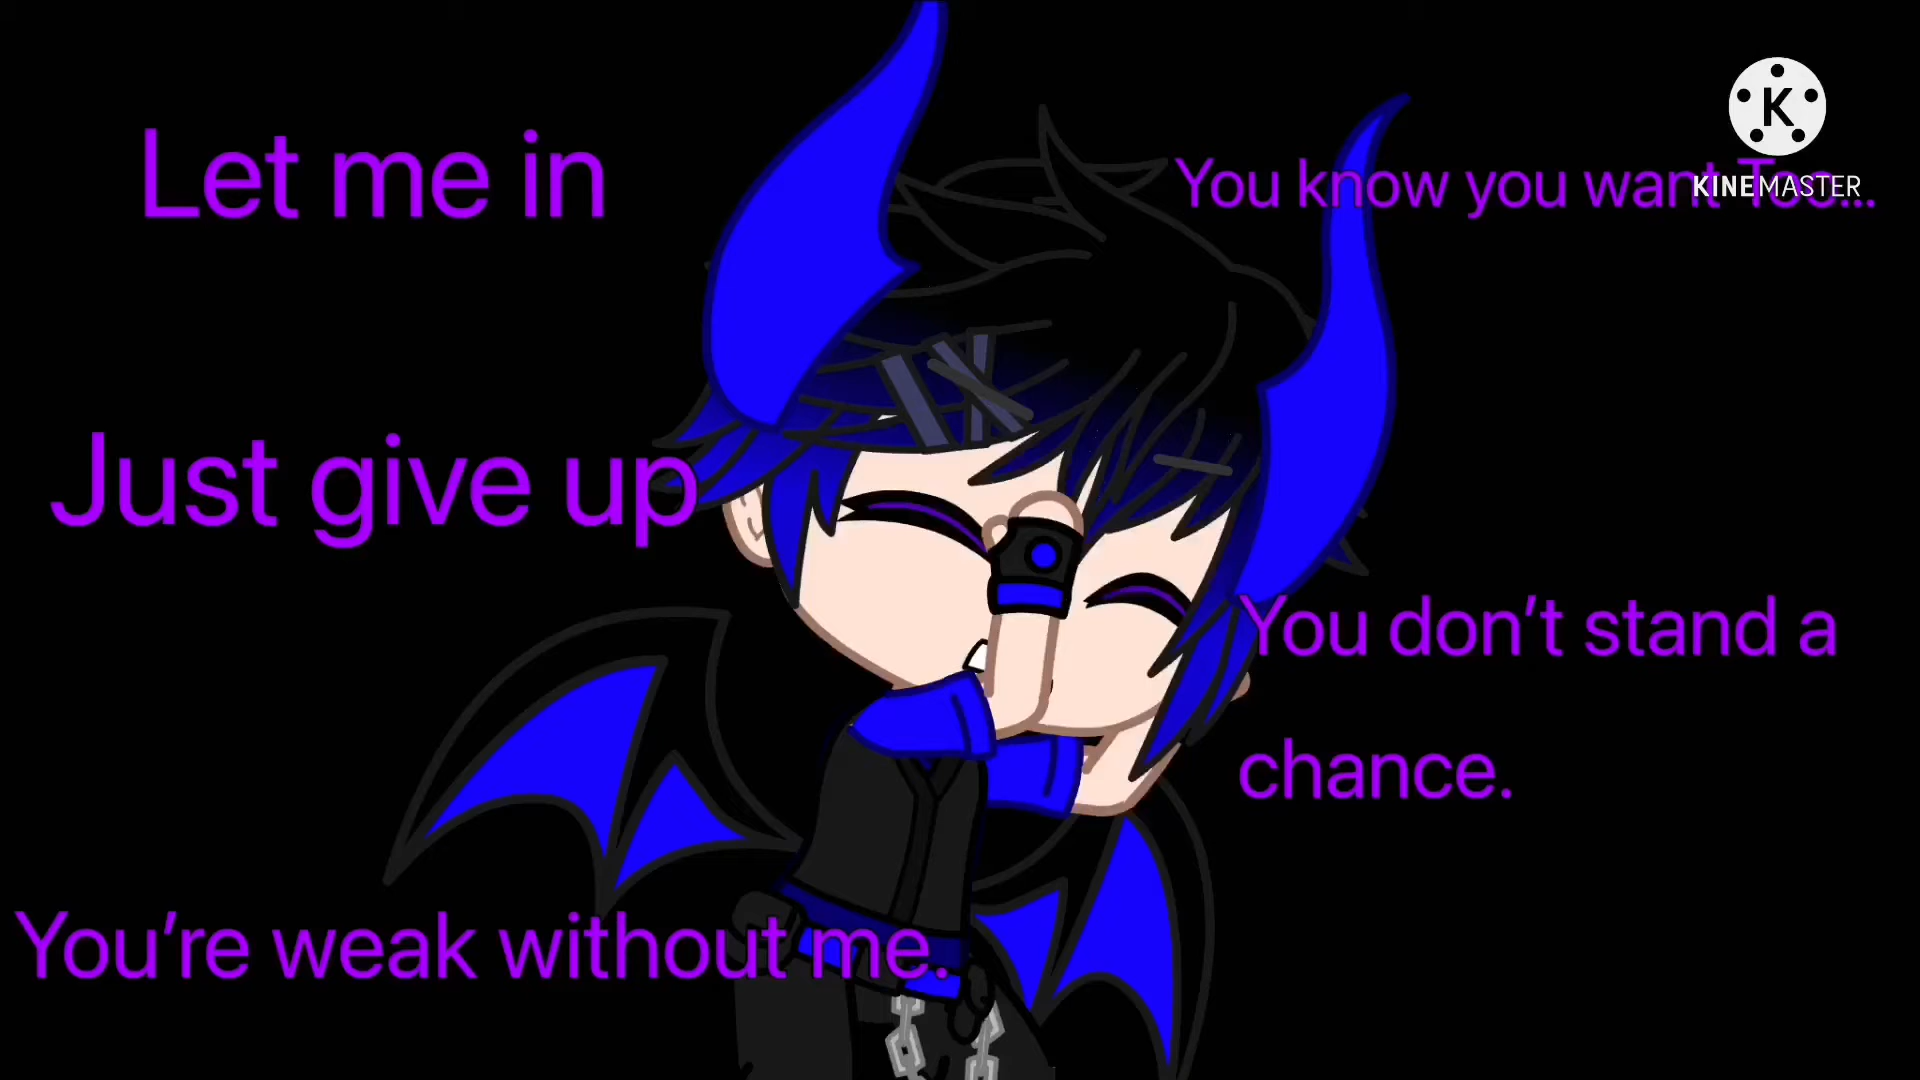 Let me in
You know you want Too...
KINEMASTER
Just give up
You don't stand a
chance.
You're weak without me.